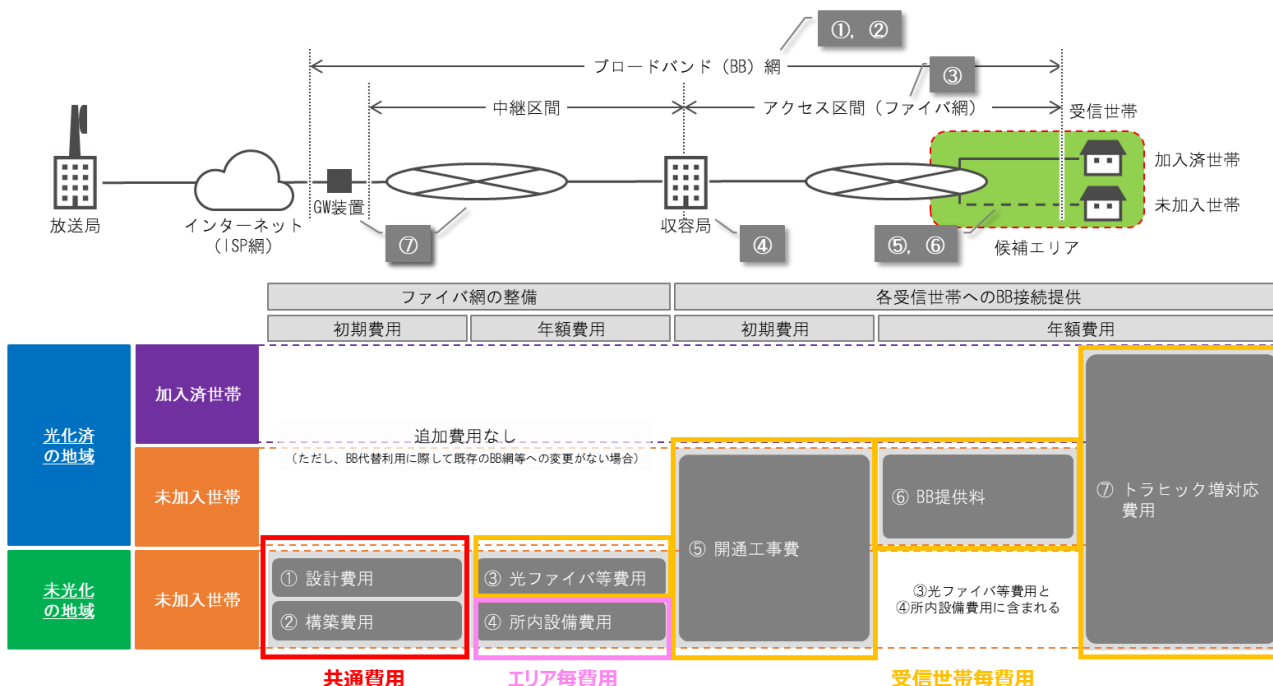 ①, ②
ブロードバンド（BB）網
③
中継区間
アクセス区間（ファイバ網）
受信世帯
加入済世帯
未加入世帯
放送局
インターネット
（ISP網）
GW装置
⑦
収容局
④
⑤, ⑥
候補エリア
ファイバ網の整備
各受信世帯へのBB接続提供
初期費用
年額費用
初期費用
年額費用
光化済
の地域
加入済世帯
追加費用なし
（ただし、BB代替利用に際して既存のBB網等への変更がない場合）
未加入世帯
⑥ BB提供料
⑦ トラヒック増対応
費用
⑤ 開通工事費
未光化
の地域
未加入世帯
① 設計費用
② 構築費用
③ 光ファイバ等費用
④ 所内設備費用
③光ファイバ等費用と
④所内設備費用に含まれる
共通費用
エリア毎費用
受信世帯毎費用